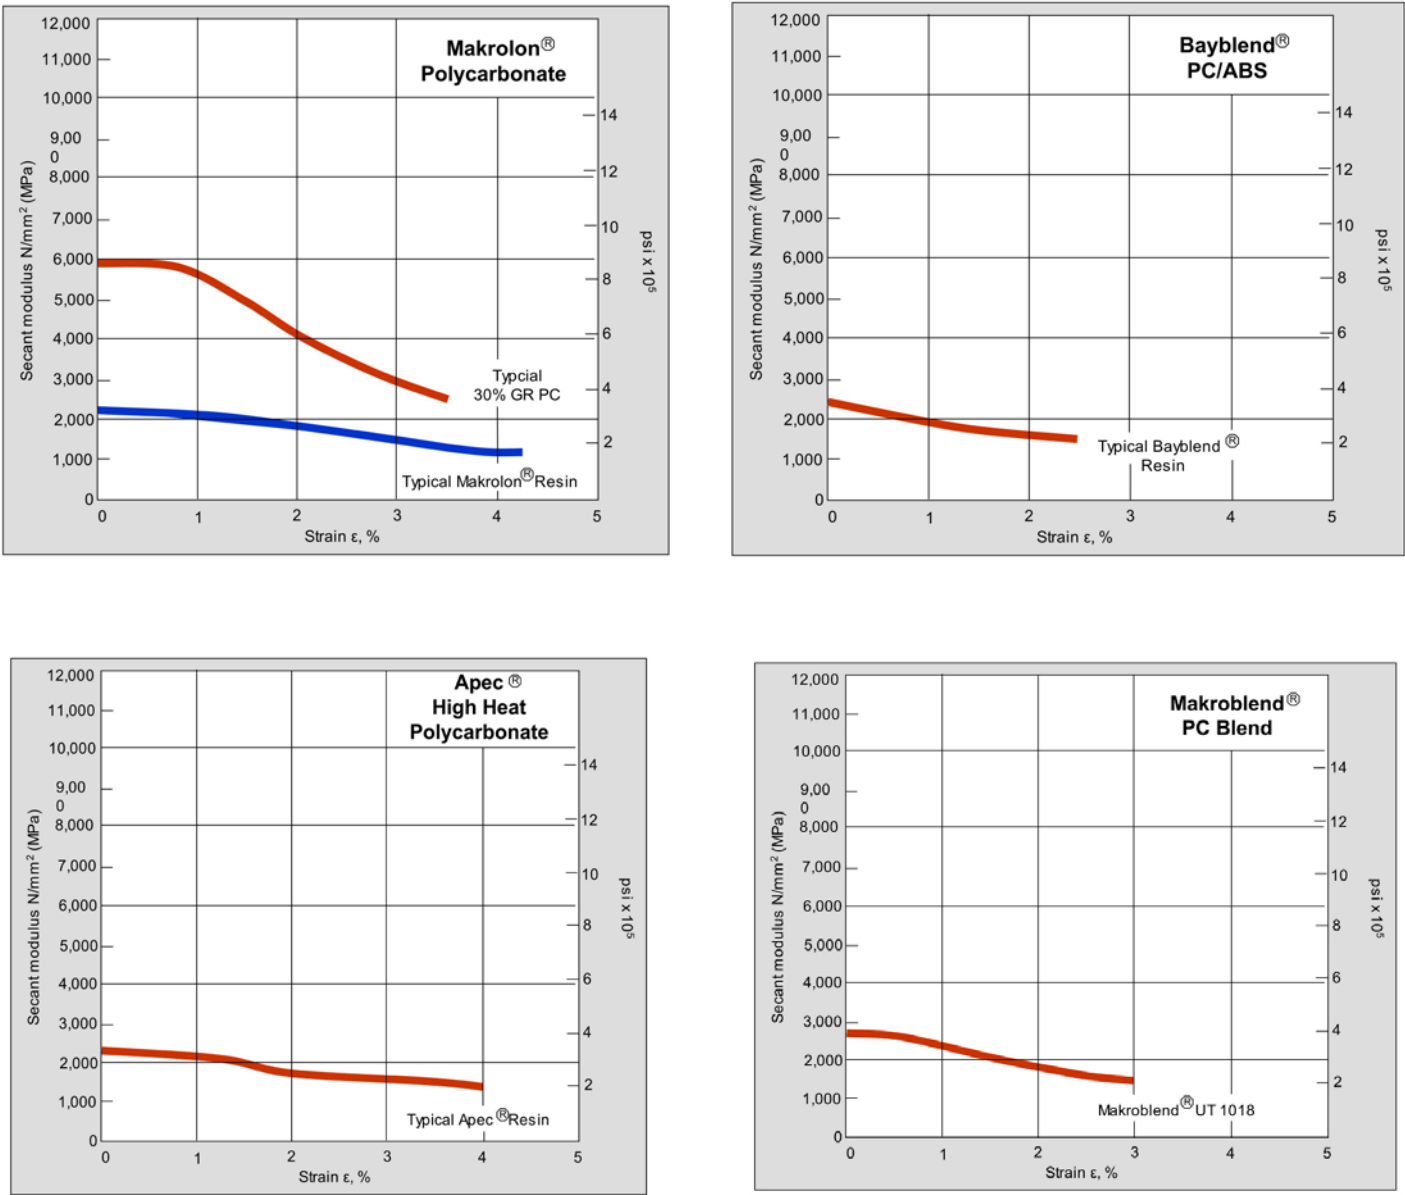 Makrolon®
Polycarbonate
12,000
11,000
10,000
9,00
0
8,000
7,000
6,000
5,000
4,000
3,000
2,000
1,000
0
Secant modulus N/mm² (MPa)
14
12
10
8
6
4
2
psi x 10⁵
Typcial
30% GR PC
Typical Makrolon®Resin
0 1 2 3 4 5
Strain ε, %
Bayblend®
PC/ABS
12,000
11,000
10,000
9,00
0
8,000
7,000
6,000
5,000
4,000
3,000
2,000
1,000
0
Secant modulus N/mm² (MPa)
14
12
10
8
6
4
2
psi x 10⁵
Typical Bayblend ®
Resin
0 1 2 3 4 5
Strain ε, %
Apec ®
High Heat
Polycarbonate
12,000
11,000
10,000
9,00
0
8,000
7,000
6,000
5,000
4,000
3,000
2,000
1,000
0
Secant modulus N/mm² (MPa)
14
12
10
8
6
4
2
psi x 10⁵
Typical Apec ®Resin
0 1 2 3 4 5
Strain ε, %
Makroblend®
PC Blend
12,000
11,000
10,000
9,00
0
8,000
7,000
6,000
5,000
4,000
3,000
2,000
1,000
0
Secant modulus N/mm² (MPa)
14
12
10
8
6
4
2
psi x 10⁵
Makroblend® UT 1018
0 1 2 3 4 5
Strain ε, %